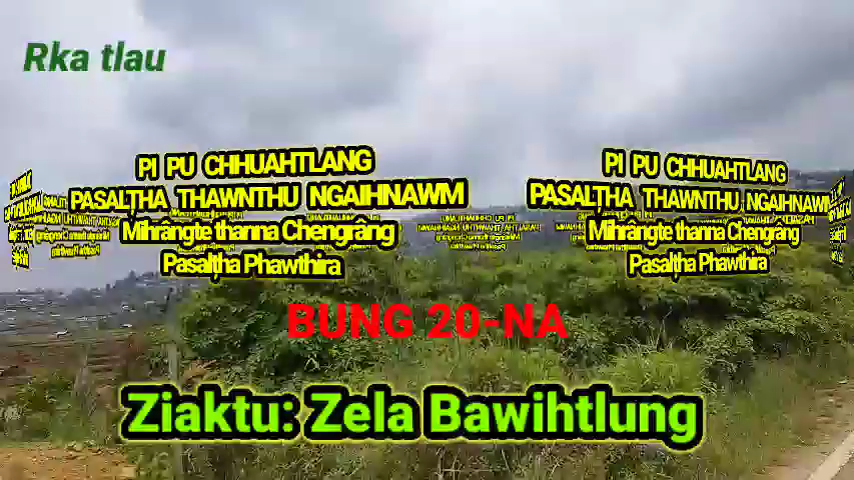 Rka tlau
PI PU CHHUAHTLANG
PASALṬHA THAWNTHU NGAIHNAWM
Mihrângte thanna Chengrâng
Pasalṭha Phawthira
PI PU CHHUAHTLANG
PASALṬHA THAWNTHU NGAIHNAWM
Mihrângte thanna Chengrâng
Pasalṭha Phawthira
BUNG 20-NA
Ziaktu: Zela Bawihtlung